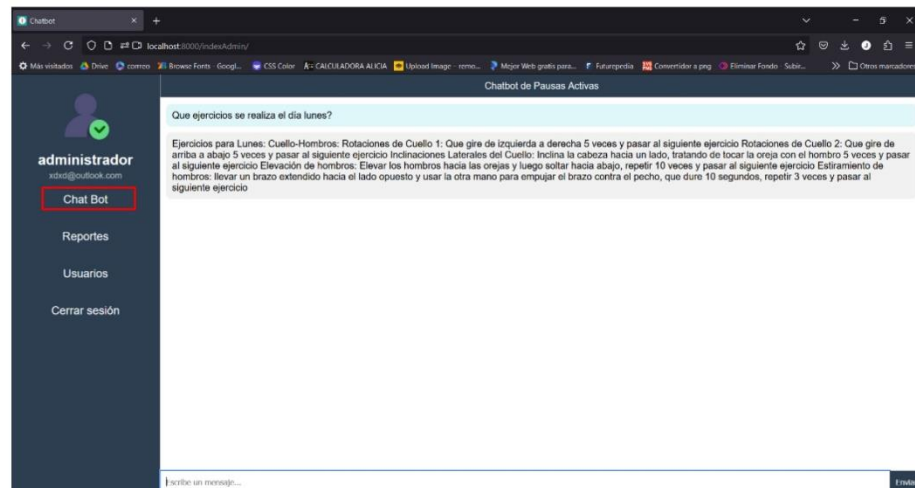 Chatbot
localhost:8000/indexAdmin/
Más visitados Drive correo Browse Fonts - Googl... CSS Color CALCULADORA ALICIA Upload Image - remo... Mejor Web gratis para... Futurepedia Convertidor a png Eliminar Fondo Subir... Otros marcadores
Chatbot de Pausas Activas
administrador
xdxd@outlook.com
Chat Bot
Reportes
Usuarios
Cerrar sesión
Que ejercicios se realiza el día lunes?
Ejercicios para Lunes: Cuello-Hombros: Rotaciones de Cuello 1: Que gire de izquierda a derecha 5 veces y pasar al siguiente ejercicio Rotaciones de Cuello 2: Que gire de
arriba a abajo 5 veces y pasar al siguiente ejercicio Inclinaciones Laterales del Cuello: Inclina la cabeza hacia un lado, tratando de tocar la oreja con el hombro 5 veces y pasar
al siguiente ejercicio Elevación de hombros: Elevar los hombros hacia las orejas y luego soltar hacia abajo, repetir 10 veces y pasar al siguiente ejercicio Estiramiento de
hombros: llevar un brazo extendido hacia el lado opuesto y usar la otra mano para empujar el brazo contra el pecho, que dure 10 segundos, repetir 3 veces y pasar al
siguiente ejercicio
Escribe un mensaje...
Enviar